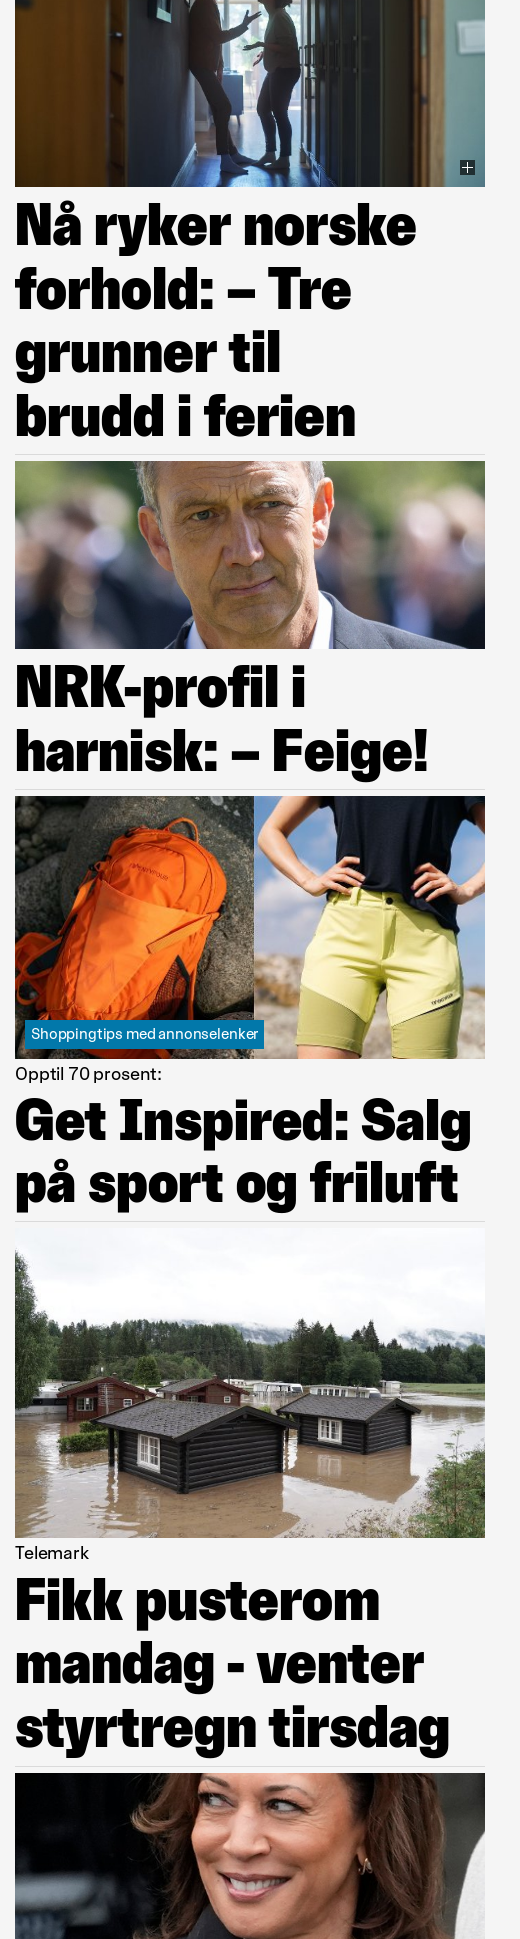 Nå ryker norske
forhold: – Tre
grunner til
brudd i ferien
NRK-profil i
harnisk: – Feige!
Shoppingtips med annonselenker
Opptil 70 prosent:
Get Inspired: Salg
på sport og friluft
Telemark
Fikk pusterom
mandag - venter
styrtregn tirsdag